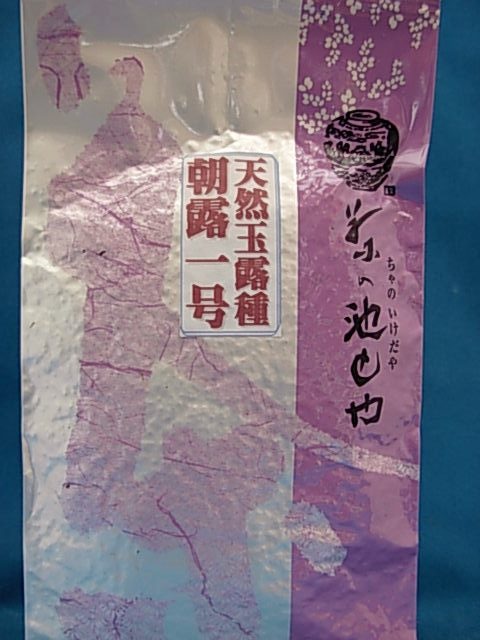 茶の池田や
ちゃの いけだや
天然玉露種
朝露一号